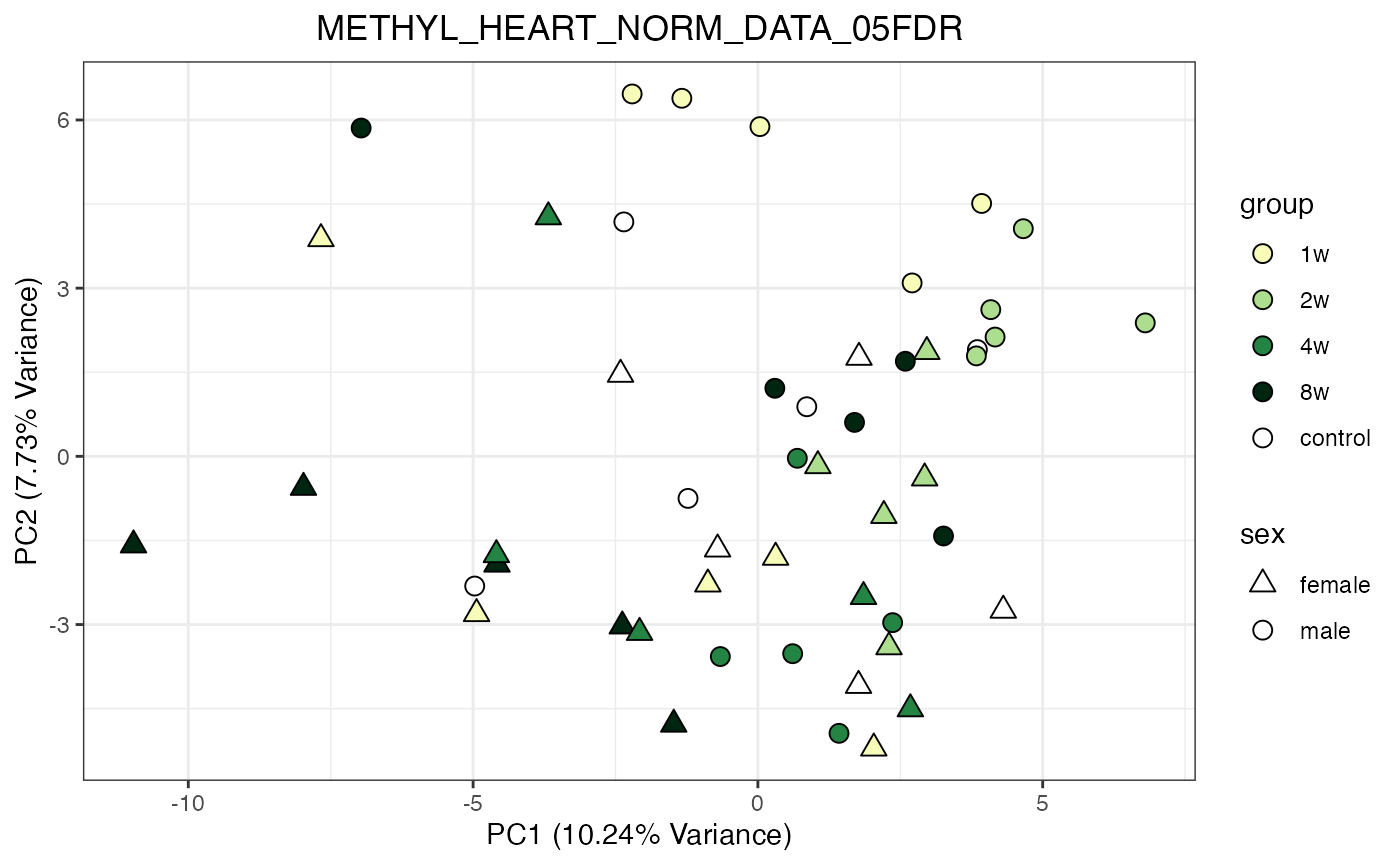 METHYL_HEART_NORM_DATA_05FDR
PC2 (7.73% Variance)
6
3
0
-3
-10
-5
0
5
PC1 (10.24% Variance)
group
1w
2w
4w
8w
control
sex
female
male